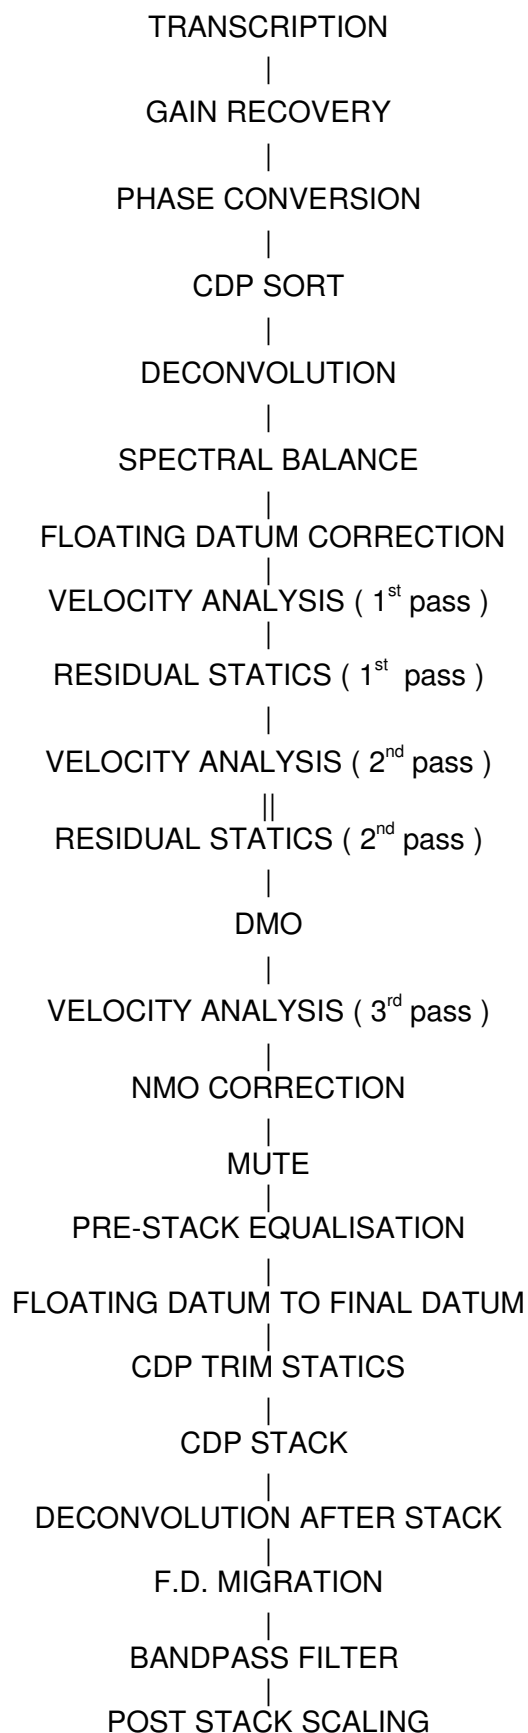 TRANSCRIPTION
|
GAIN RECOVERY
|
PHASE CONVERSION
|
CDP SORT
|
DECONVOLUTION
|
SPECTRAL BALANCE
|
FLOATING DATUM CORRECTION
|
VELOCITY ANALYSIS ( 1st pass )
|
RESIDUAL STATICS ( 1st pass )
|
VELOCITY ANALYSIS ( 2nd pass )
||
RESIDUAL STATICS ( 2nd pass )
|
DMO
|
VELOCITY ANALYSIS ( 3rd pass )
|
NMO CORRECTION
|
MUTE
|
PRE-STACK EQUALISATION
|
FLOATING DATUM TO FINAL DATUM
|
CDP TRIM STATICS
|
CDP STACK
|
DECONVOLUTION AFTER STACK
|
F.D. MIGRATION
|
BANDPASS FILTER
|
POST STACK SCALING